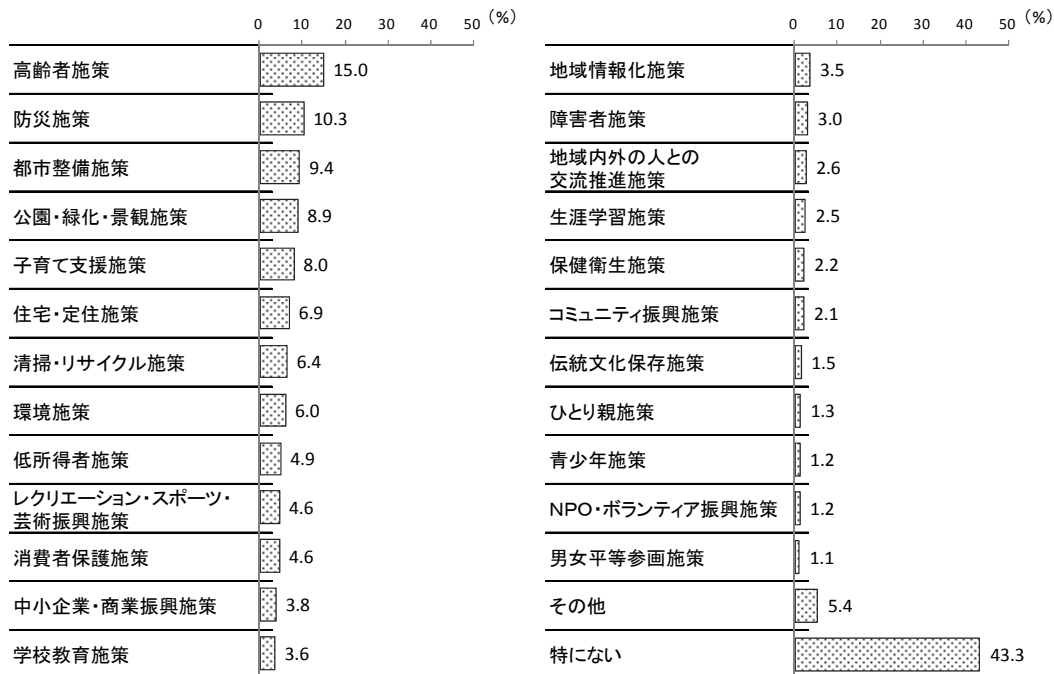 0 10 20 30 40 50 (%)
高齢者施策 15.0
防災施策 10.3
都市整備施策 9.4
公園・緑化・景観施策 8.9
子育て支援施策 8.0
住宅・定住施策 6.9
清掃・リサイクル施策 6.4
環境施策 6.0
低所得者施策 4.9
レクリエーション・スポーツ・
芸術振興施策 4.6
消費者保護施策 4.6
中小企業・商業振興施策 3.8
学校教育施策 3.6
0 10 20 30 40 50 (%)
地域情報化施策 3.5
障害者施策 3.0
地域内外の人との
交流推進施策 2.6
生涯学習施策 2.5
保健衛生施策 2.2
コミュニティ振興施策 2.1
伝統文化保存施策 1.5
ひとり親施策 1.3
青少年施策 1.2
NPO・ボランティア振興施策 1.2
男女平等参画施策 1.1
その他 5.4
特にない 43.3